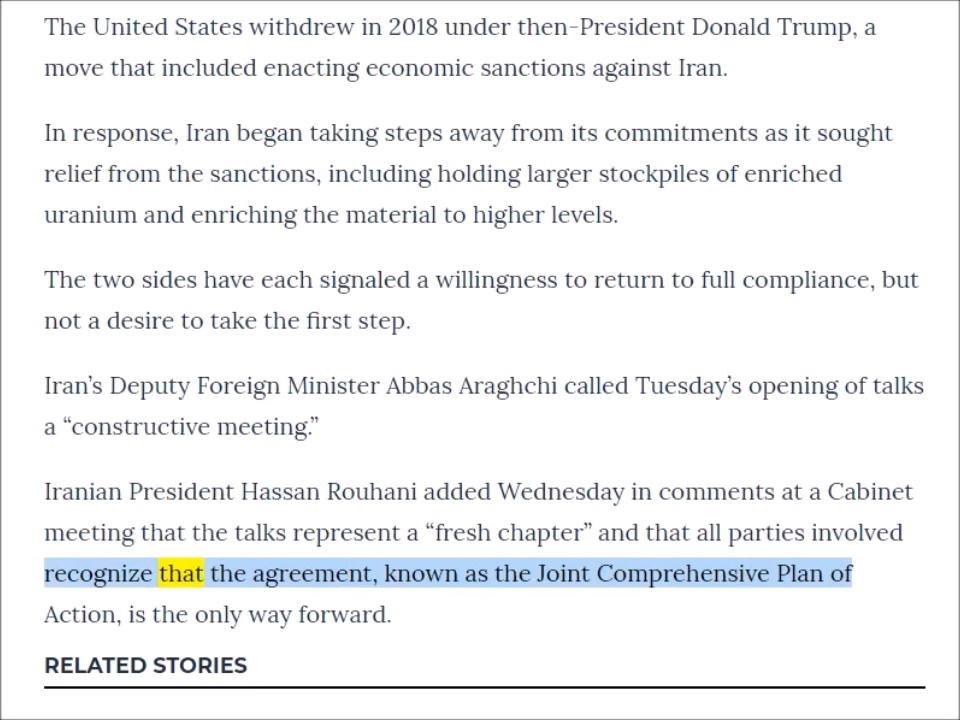 The United States withdrew in 2018 under then-President Donald Trump, a
move that included enacting economic sanctions against Iran.
In response, Iran began taking steps away from its commitments as it sought
relief from the sanctions, including holding larger stockpiles of enriched
uranium and enriching the material to higher levels.
The two sides have each signaled a willingness to return to full compliance, but
not a desire to take the first step.
Iran’s Deputy Foreign Minister Abbas Araghchi called Tuesday’s opening of talks
a “constructive meeting.”
Iranian President Hassan Rouhani added Wednesday in comments at a Cabinet
meeting that the talks represent a “fresh chapter” and that all parties involved
recognize that the agreement, known as the Joint Comprehensive Plan of
Action, is the only way forward.
RELATED STORIES